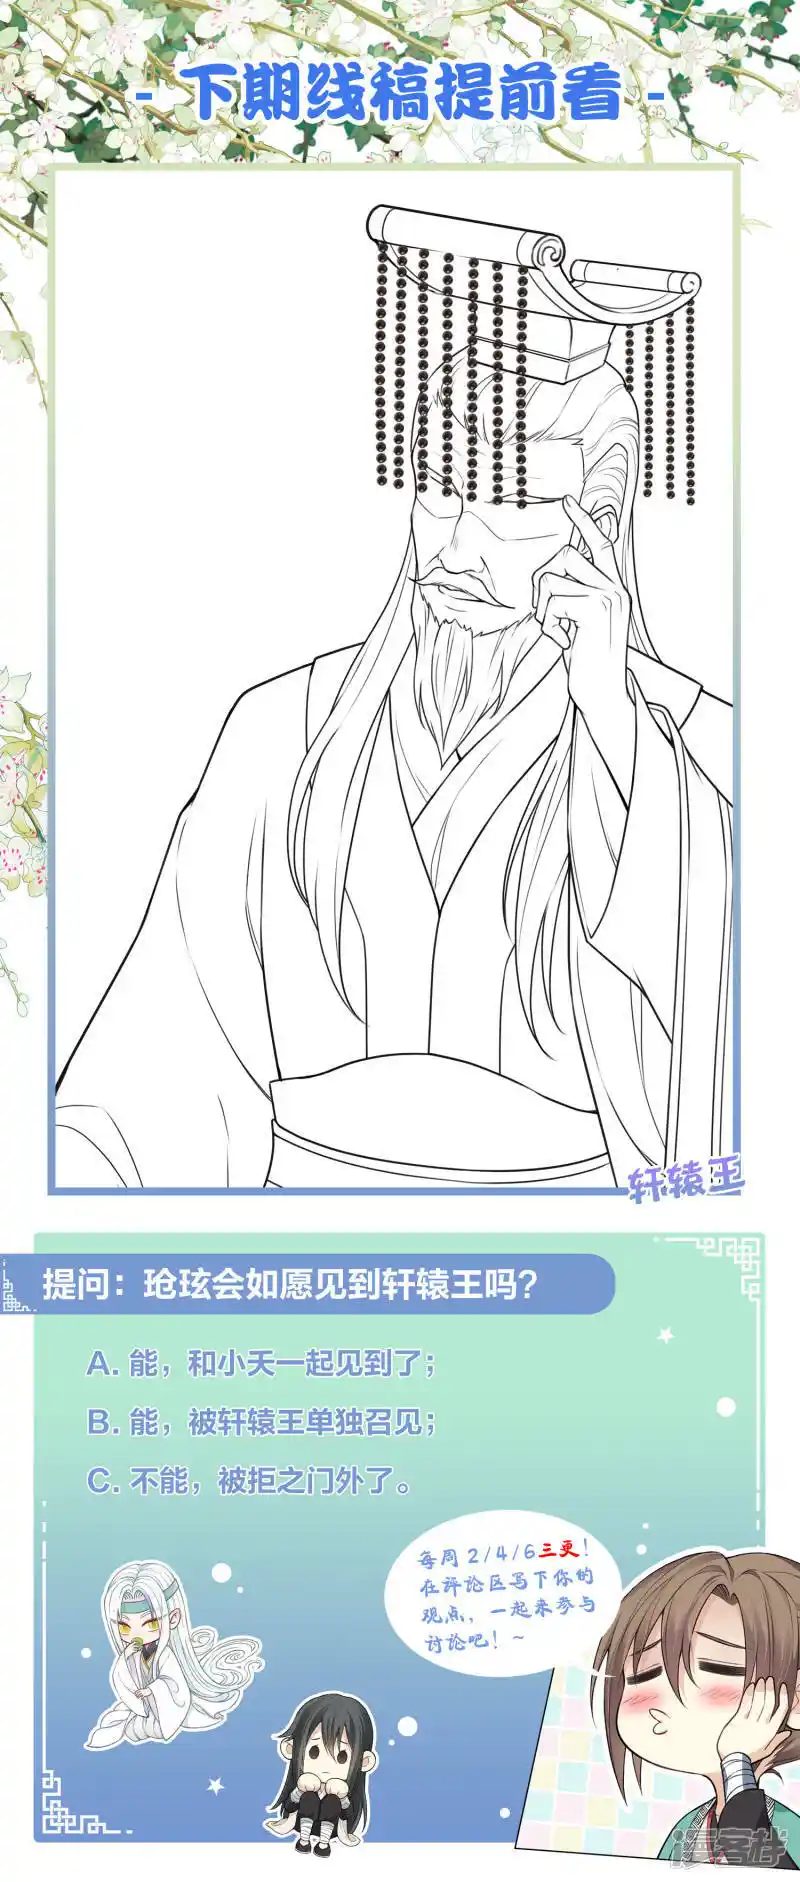 - 下期线稿提前看 -
轩辕王
提问：玱玹会如愿见到轩辕王吗？
A. 能，和小夭一起见到了；
B. 能，被轩辕王单独召见；
C. 不能，被拒之门外了。
每周 2/4/6三更！
在评论区写下你的
观点，一起来参与
讨论吧！~
漫客栈